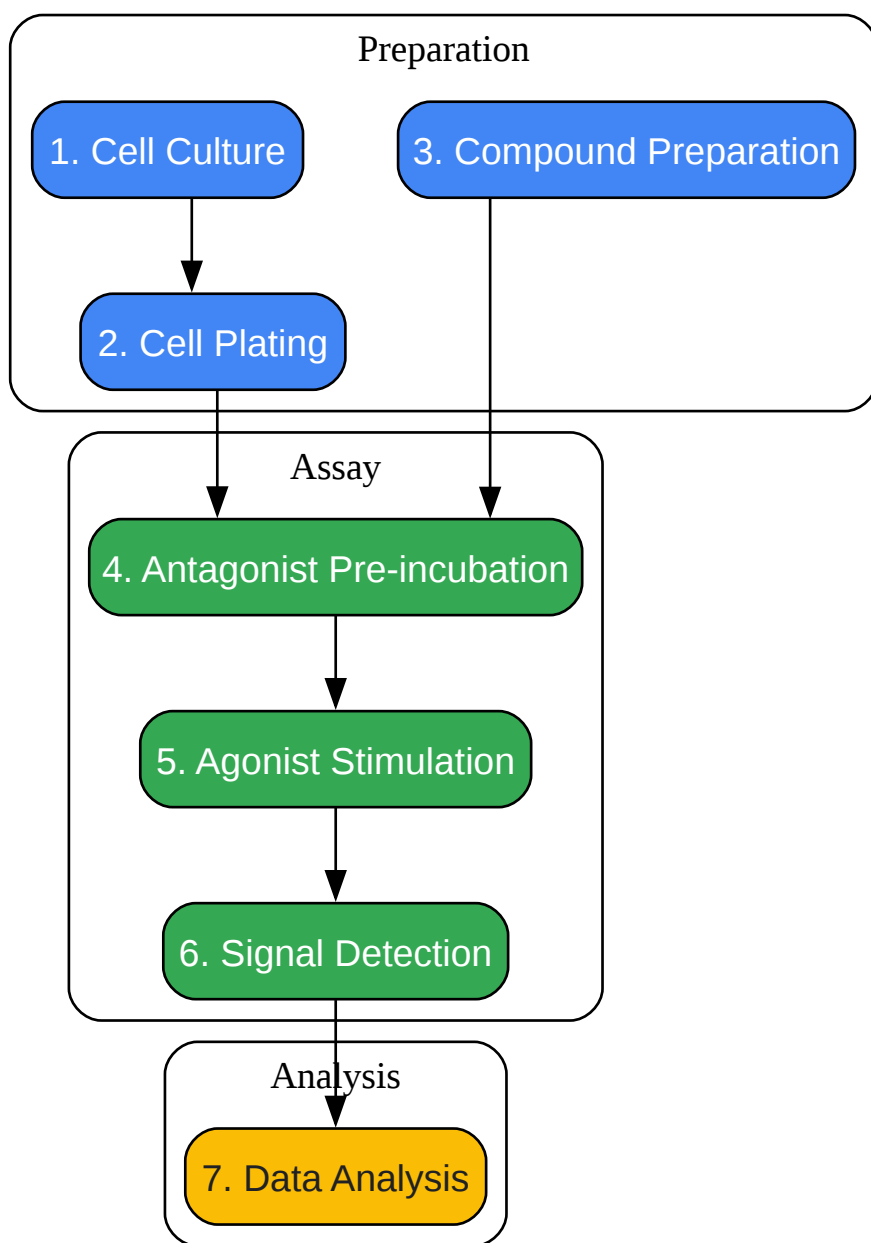 Preparation
1. Cell Culture
3. Compound Preparation
2. Cell Plating
Assay
4. Antagonist Pre-incubation
5. Agonist Stimulation
6. Signal Detection
Analysis
7. Data Analysis